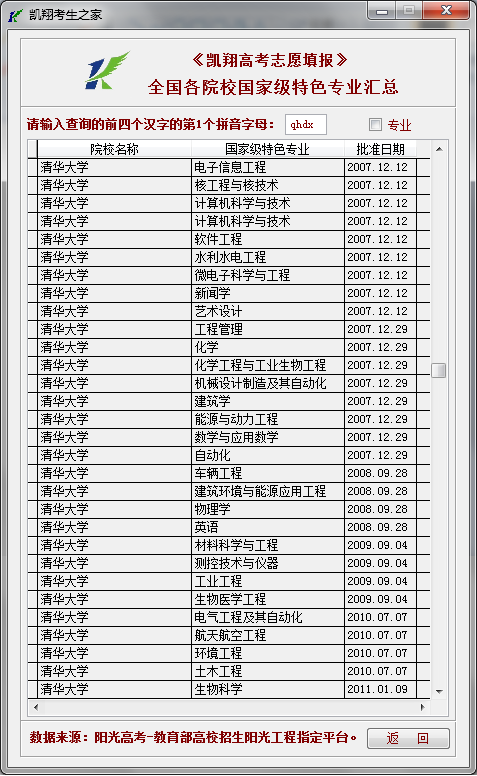 凯翔考生之家
《凯翔高考志愿填报》
全国各院校国家级特色专业汇总
请输入查询的前四个汉字的第1个拼音字母： qhdx 专业
院校名称 国家级特色专业 批准日期
清华大学 电子信息工程 2007.12.12
清华大学 核工程与核技术 2007.12.12
清华大学 计算机科学与技术 2007.12.12
清华大学 计算机科学与技术 2007.12.12
清华大学 软件工程 2007.12.12
清华大学 水利水电工程 2007.12.12
清华大学 微电子科学与工程 2007.12.12
清华大学 新闻学 2007.12.12
清华大学 艺术设计 2007.12.12
清华大学 工程管理 2007.12.29
清华大学 化学 2007.12.29
清华大学 化学工程与工业生物工程 2007.12.29
清华大学 机械设计制造及其自动化 2007.12.29
清华大学 建筑学 2007.12.29
清华大学 能源与动力工程 2007.12.29
清华大学 数学与应用数学 2007.12.29
清华大学 自动化 2007.12.29
清华大学 车辆工程 2008.09.28
清华大学 建筑环境与能源应用工程 2008.09.28
清华大学 物理学 2008.09.28
清华大学 英语 2008.09.28
清华大学 材料科学与工程 2009.09.04
清华大学 测控技术与仪器 2009.09.04
清华大学 工业工程 2009.09.04
清华大学 生物医学工程 2009.09.04
清华大学 电气工程及其自动化 2010.07.07
清华大学 航天航空工程 2010.07.07
清华大学 环境工程 2010.07.07
清华大学 土木工程 2010.07.07
清华大学 生物科学 2011.01.09
数据来源：阳光高考-教育部高校招生阳光工程指定平台。 返 回